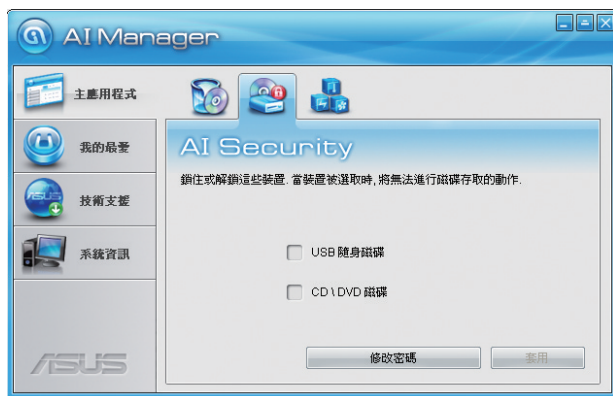 AI Manager
主應用程式
我的最愛
技術支援
系統資訊
AI Security
鎖住或解鎖這些裝置. 當裝置被選取時, 將無法進行磁碟存取的動作.
USB 隨身磁碟
CD \ DVD 磁碟
修改密碼
套用
ASUS